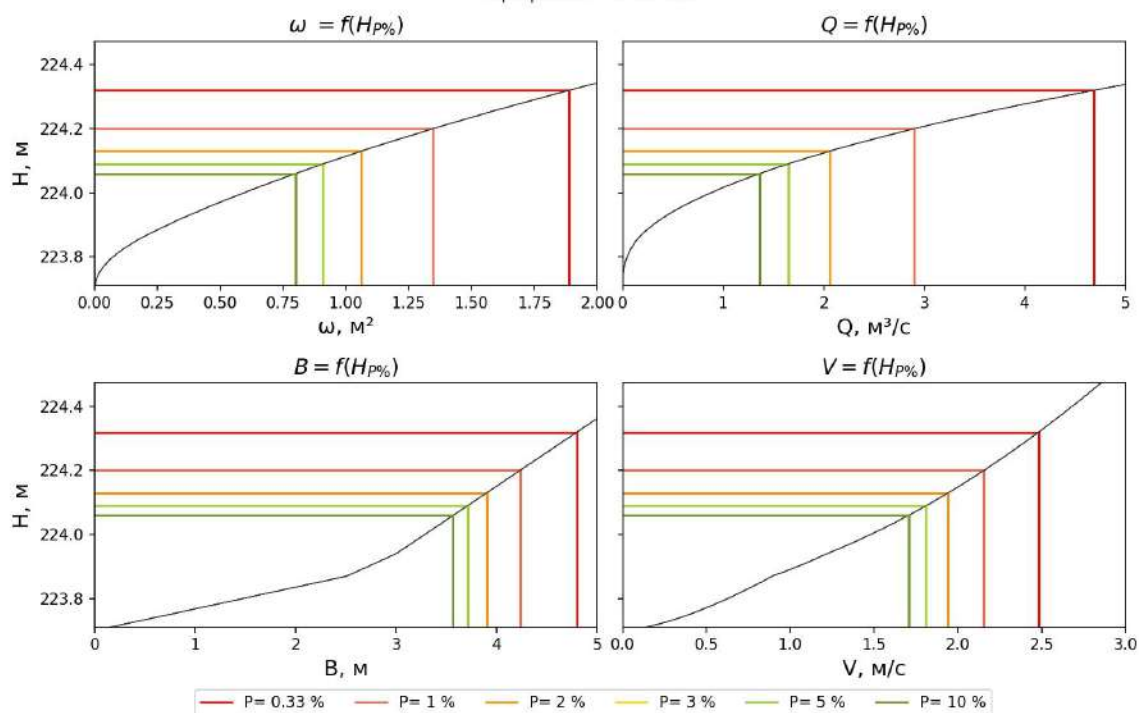 ω = f(H_P%)
Q = f(H_P%)
224.4
224.2
224.0
223.8
H, м
0.00 0.25 0.50 0.75 1.00 1.25 1.50 1.75 2.00
ω, м²
0 1 2 3 4 5
Q, м³/с
B = f(H_P%)
V = f(H_P%)
224.4
224.2
224.0
223.8
H, м
0 1 2 3 4 5
B, м
0.0 0.5 1.0 1.5 2.0 2.5 3.0
V, м/с
P= 0.33 % P= 1 % P= 2 % P= 3 % P= 5 % P= 10 %